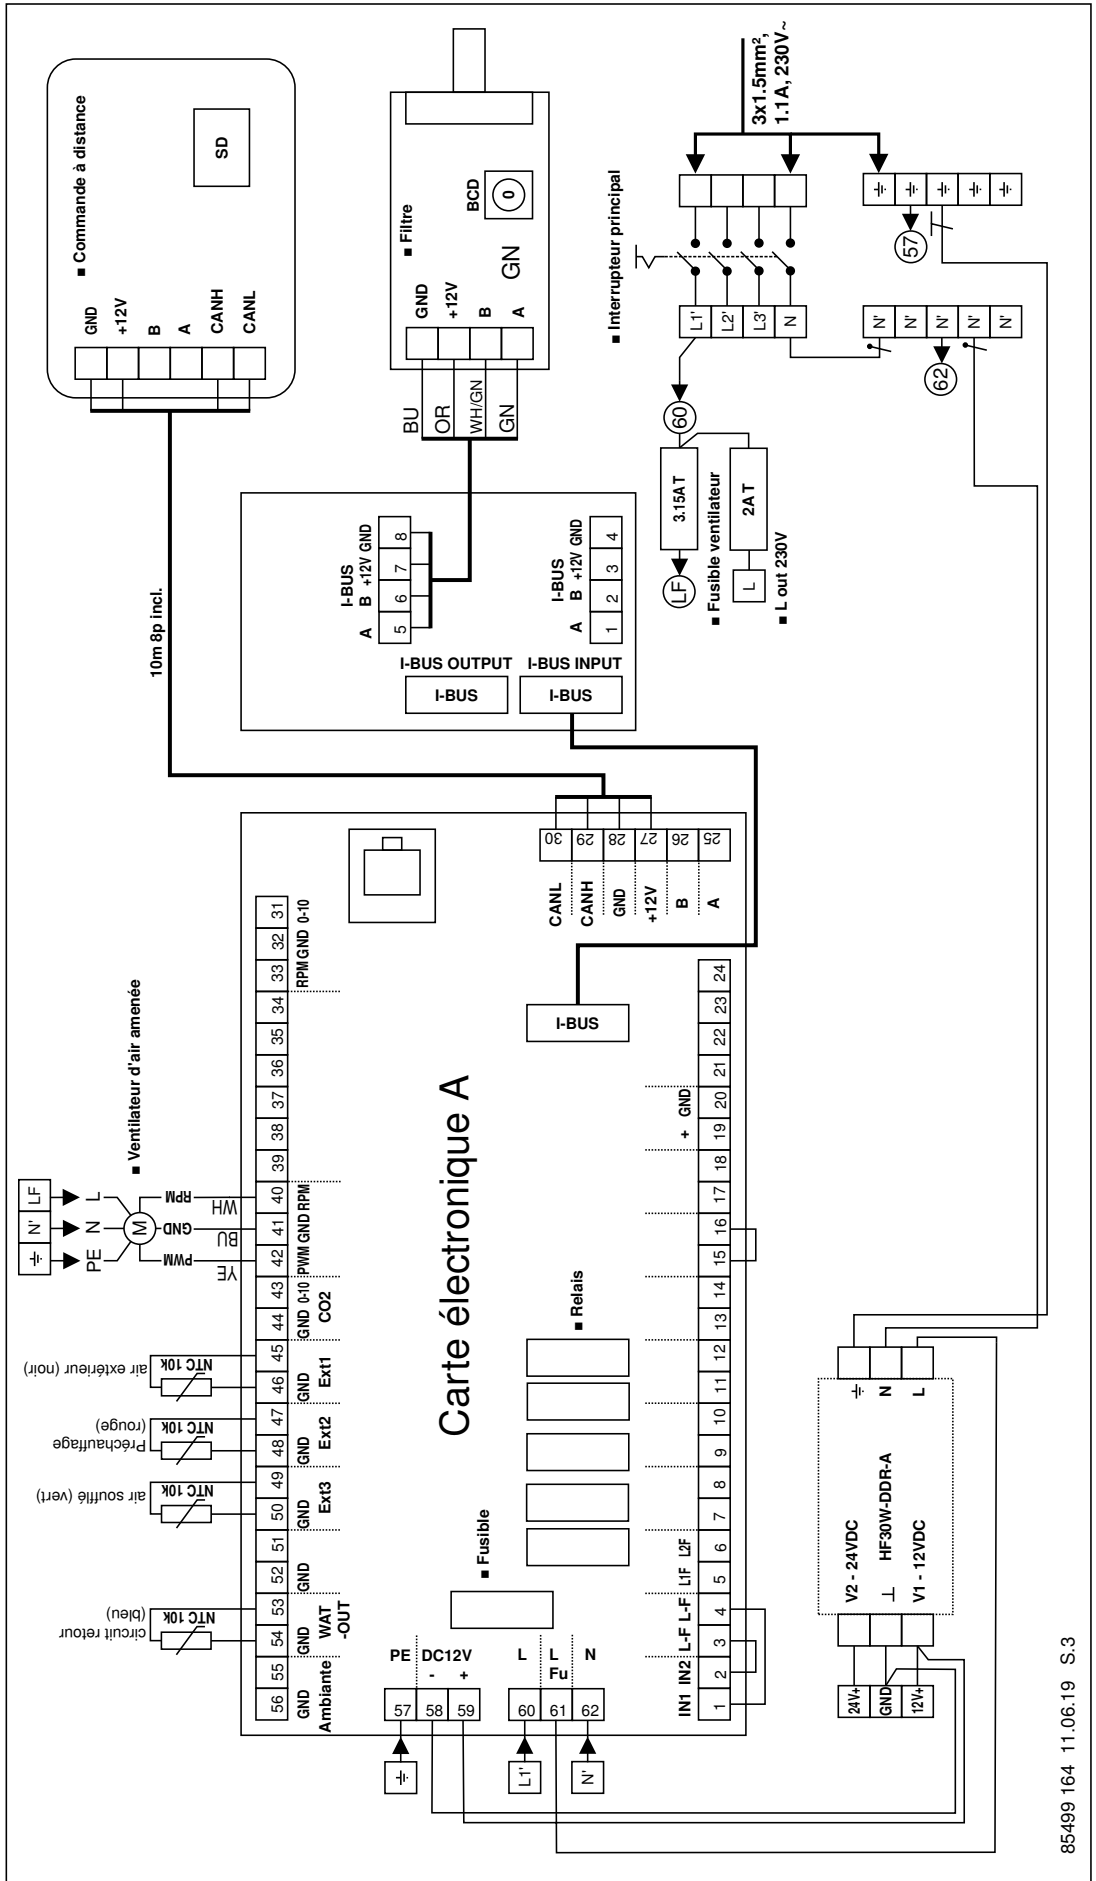 ■ Commande à distance
SD
GND
+12V
B
A
CANH
CANL
10m 8p incl.
■ Filtre
BCD
0
GN
GND
+12V
B
A
BU
OR
WH/GN
GN
I-BUS
A B +12V GND
5 6 7 8
I-BUS OUTPUT
I-BUS
I-BUS INPUT
I-BUS
I-BUS
A B +12V GND
1 2 3 4
3x1.5mm²,
1.1A, 230V~
■ Interrupteur principal
L1'
L2'
L3'
N
57
N'
N'
N'
N'
N'
62
60
3.15AT
LF
■ Fusible ventilateur
2AT
L
■ L out 230V
■ Ventilateur d'air amenée
LF
N'
L
N
PE
M
RPM
GND
PWM
WH
BU
YE
air extérieur (noir)
NTC 10k
Préchauffage
(rouge)
NTC 10k
air soufflé (vert)
NTC 10k
circuit retour
(bleu)
NTC 10k
56 55 54 53 52 51 50 49 48 47 46 45 44 43 42 41 40 39 38 37 36 35 34 33 32 31
GND
Ambiante
GND
WAT
-OUT
GND
GND
Ext3
GND
Ext2
GND
Ext1
GND 0-10
CO2
PWM GND RPM
RPM GND 0-10
Carte électronique A
30 29 28 27 26 25
CANL
CANH
GND
+12V
B
A
I-BUS
■ Relais
■ Fusible
PE
DC12V
- +
L
L
Fu
N
57 58 59
60 61 62
L1'
N'
IN1 IN2 L-F L-F
L1F L2F
+ GND
1 2 3 4 5 6 7 8 9 10 11 12 13 14 15 16 17 18 19 20 21 22 23 24
V2 - 24VDC
HF30W-DDR-A
⊥
V1 - 12VDC
N
L
24V+
GND
12V+
85499 164 11.06.19 S.3